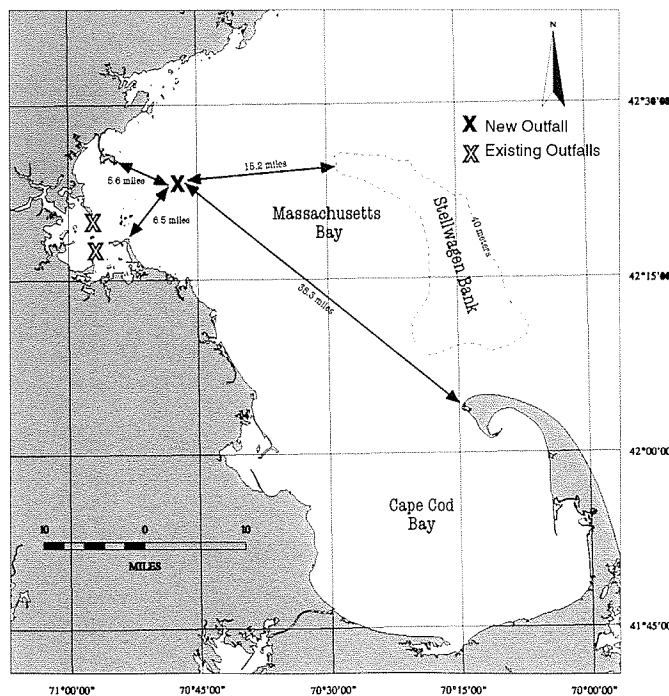 N
42°30'00"
X New Outfall
X Existing Outfalls
15.2 miles
5.6 miles
6.5 miles
Massachusetts
Bay
Stellwagen Bank
40 meters
42°15'00"
38.3 miles
42°00'00"
Cape Cod
Bay
10 0 10
MILES
41°45'00"
71°00'00" 70°45'00" 70°30'00" 70°15'00" 70°00'00"